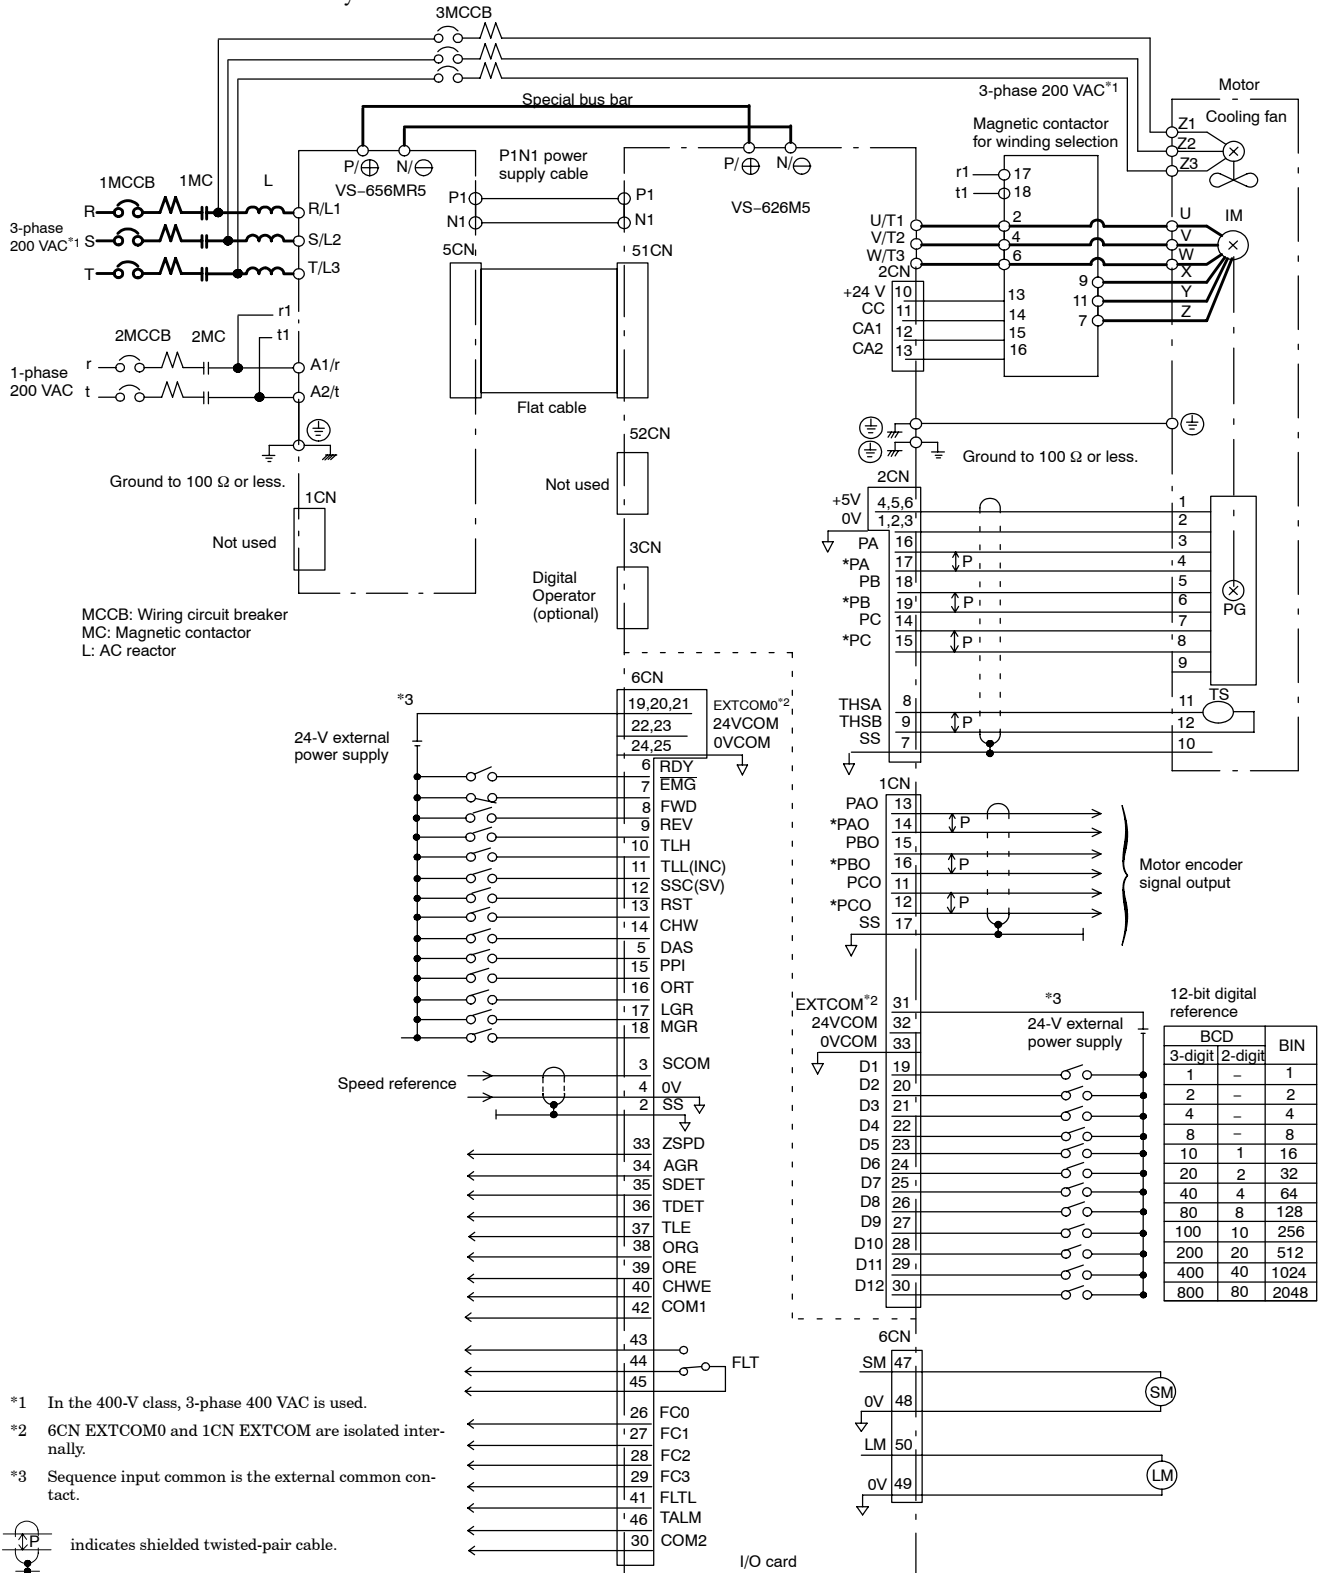 3MCCB
3-phase 200 VAC*1
Motor
Cooling fan
Special bus bar
Magnetic contactor
for winding selection
Z1
Z2
Z3
P/⊕ N/⊖
VS-656MR5
P1N1 power
supply cable
P/⊕ N/⊖
VS-626M5
r1 17
t1 18
1MCCB 1MC L
P1 P1
N1 N1
R R/L1
3-phase
200 VAC*1 S S/L2
T T/L3
U/T1 2 U IM
V/T2 4 V
W/T3 6 W
5CN 51CN
2CN
9 X
11 Y
7 Z
+24 V 10 13
CC 11 14
CA1 12 15
CA2 13 16
r1
t1
2MCCB 2MC
r A1/r
1-phase
200 VAC t A2/t
Flat cable
Ground to 100 Ω or less.
Ground to 100 Ω or less.
52CN
Not used
1CN
Not used
3CN
Digital
Operator
(optional)
2CN
+5V 4,5,6 1
0V 1,2,3 2
PA 16 3
*PA 17 P 4
PB 18 5
*PB 19 P 6
PC 14 7
*PC 15 P 8
9
PG
THSA 8 11 TS
THSB 9 P 12
SS 7 10
MCCB: Wiring circuit breaker
MC: Magnetic contactor
L: AC reactor
6CN
*3
24-V external
power supply
19,20,21 EXTCOM0*2
22,23 24VCOM
24,25 0VCOM
6 RDY
7 EMG
8 FWD
9 REV
10 TLH
11 TLL(INC)
12 SSC(SV)
13 RST
14 CHW
5 DAS
15 PPI
16 ORT
17 LGR
18 MGR
Speed reference
3 SCOM
4 0V
2 SS
33 ZSPD
34 AGR
35 SDET
36 TDET
37 TLE
38 ORG
39 ORE
40 CHWE
42 COM1
43
44 FLT
45
26 FC0
27 FC1
28 FC2
29 FC3
41 FLTL
46 TALM
30 COM2
I/O card
1CN
PAO 13
*PAO 14 P
PBO 15
*PBO 16 P
PCO 11
*PCO 12 P
SS 17
Motor encoder
signal output
EXTCOM*2 31
24VCOM 32
0VCOM 33
*3
24-V external
power supply
D1 19
D2 20
D3 21
D4 22
D5 23
D6 24
D7 25
D8 26
D9 27
D10 28
D11 29
D12 30
12-bit digital
reference
BCD BIN
3-digit 2-digit
1 – 1
2 – 2
4 – 4
8 – 8
10 1 16
20 2 32
40 4 64
80 8 128
100 10 256
200 20 512
400 40 1024
800 80 2048
6CN
SM 47 SM
0V 48
LM 50 LM
0V 49
*1 In the 400-V class, 3-phase 400 VAC is used.
*2 6CN EXTCOM0 and 1CN EXTCOM are isolated inter-
nally.
*3 Sequence input common is the external common con-
tact.
P indicates shielded twisted-pair cable.